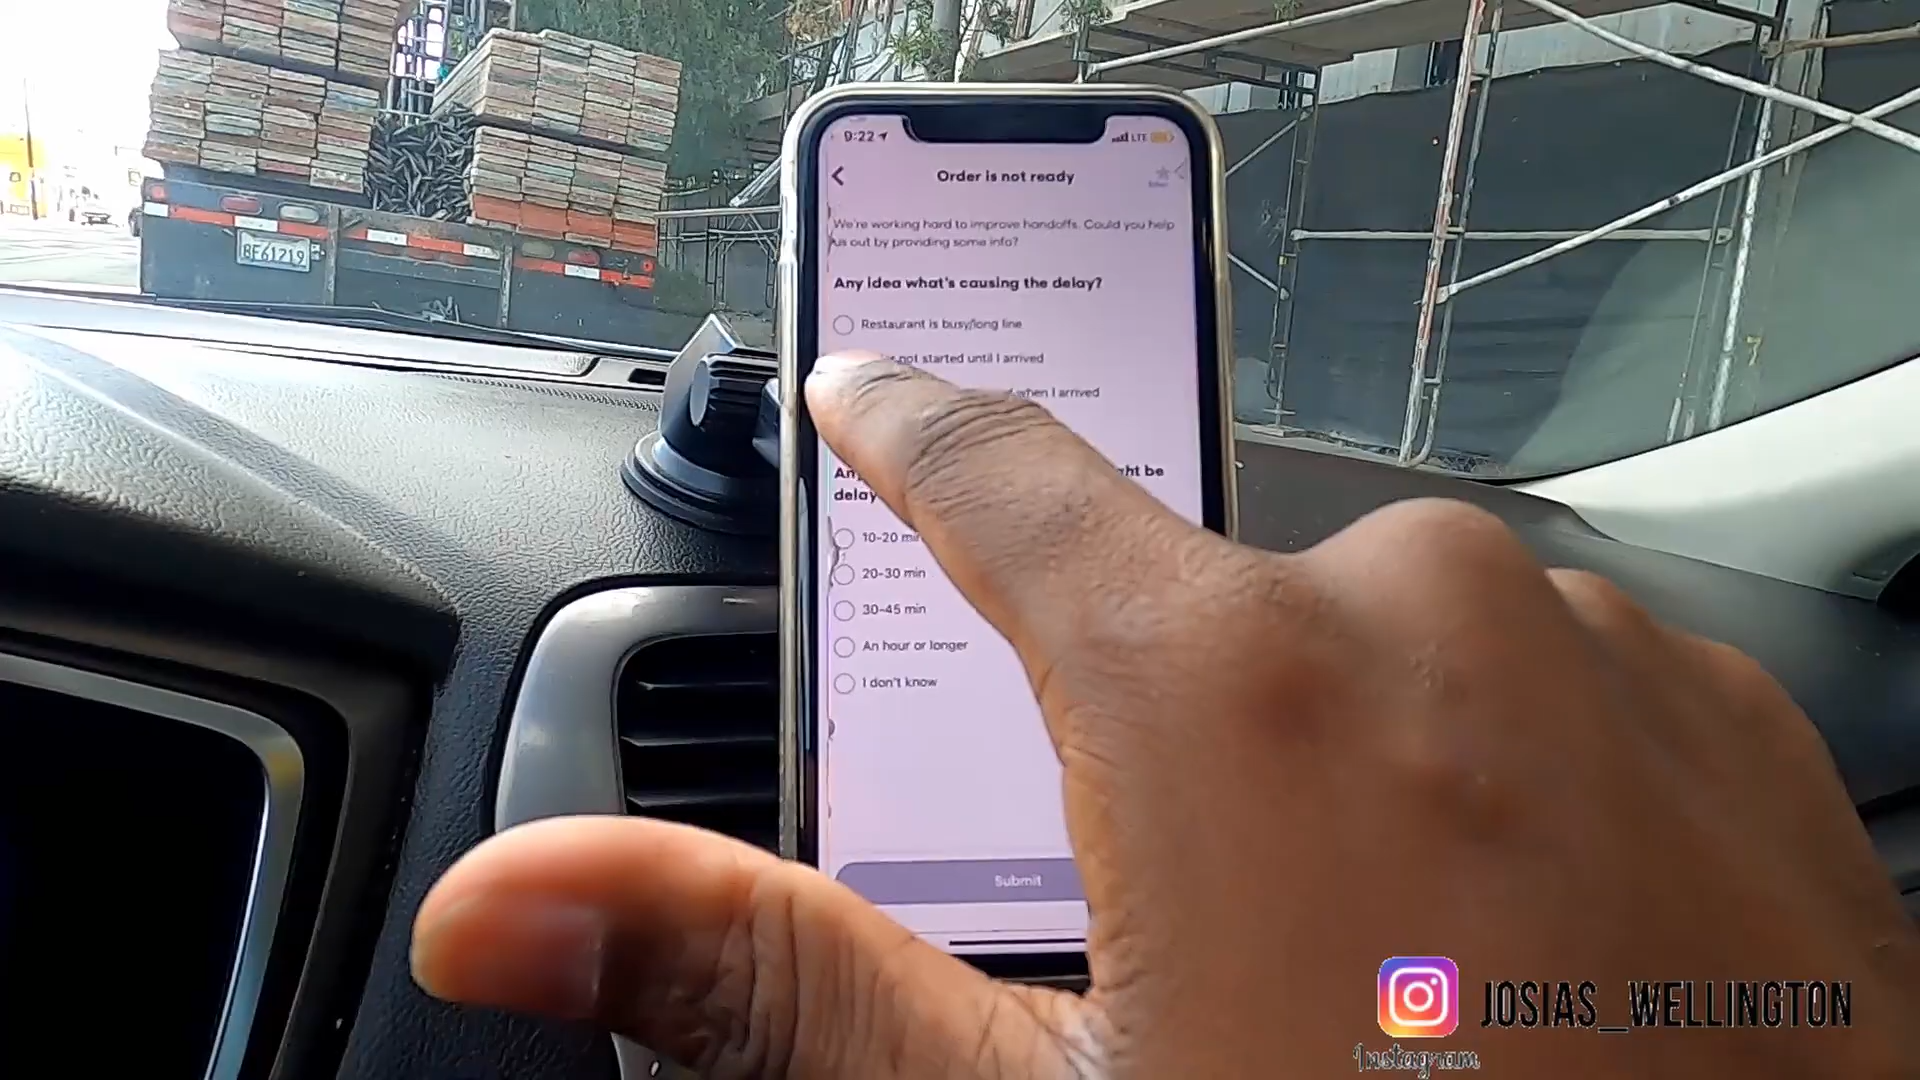 9:22
LTE
Order is not ready
We're working hard to improve handoffs. Could you help
us out by providing some info?
Any idea what's causing the delay?
Restaurant is busy/long line
not started until I arrived
when I arrived
be
delay
10-20
20-30 min
30-45 min
An hour or longer
I don't know
Submit
8E61219
JOSIAS_WELLINGTON
Instagram